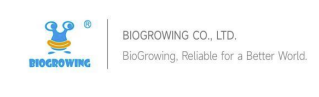 ®
BIOGROWING
BIOGROWING CO., LTD.
BioGrowing, Reliable for a Better World.